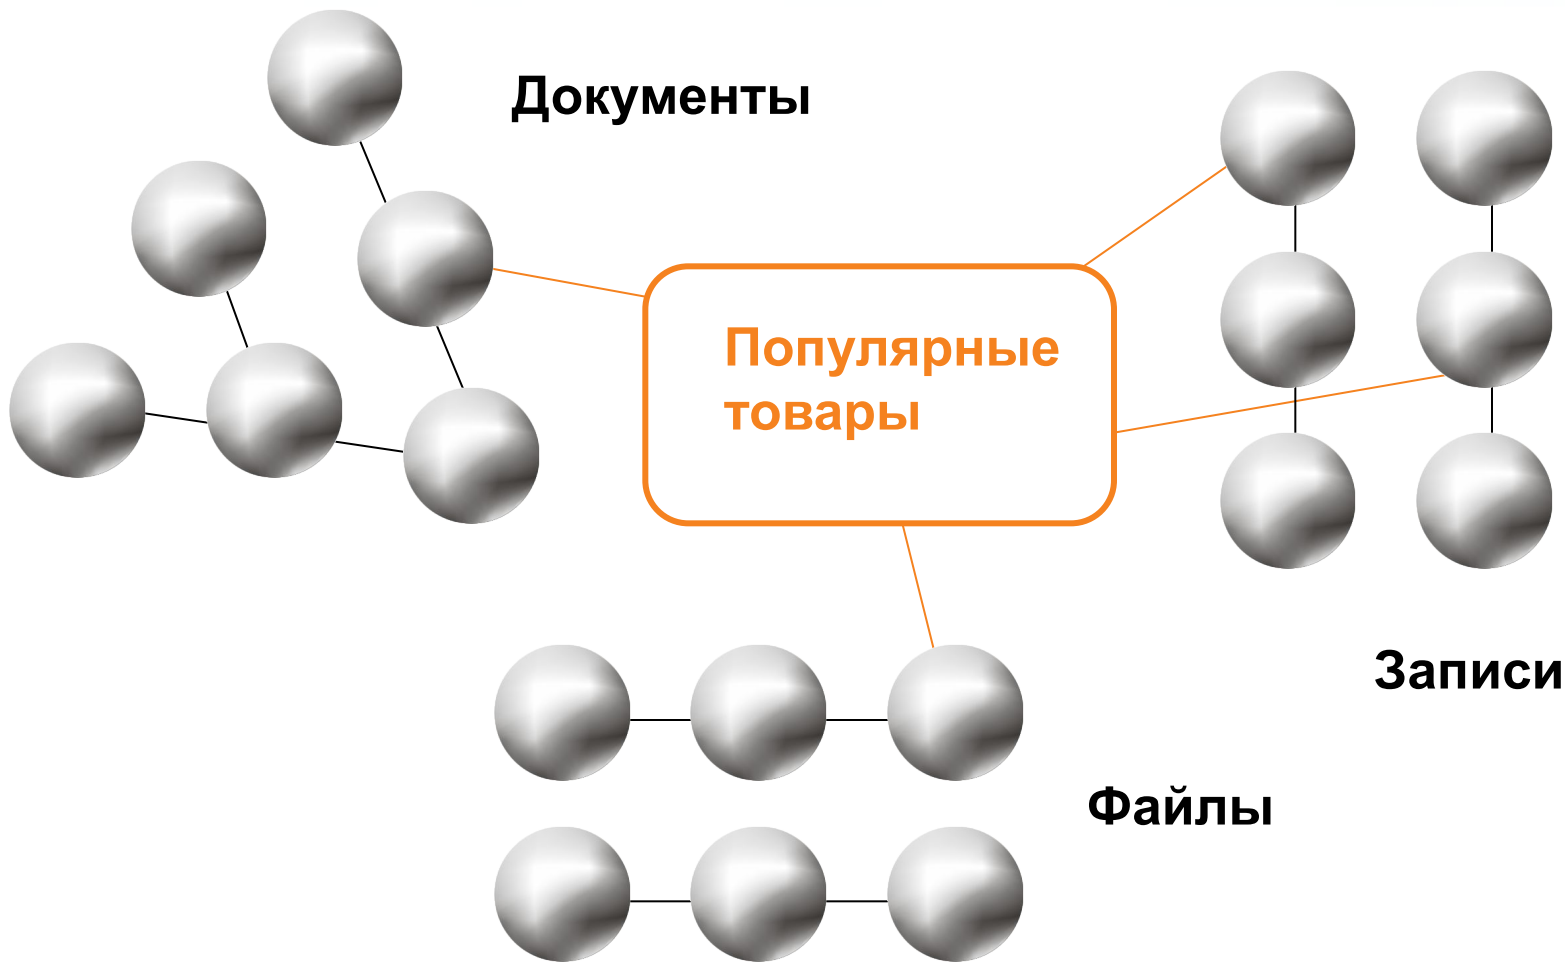 Документы
Популярные
товары
Записи
Файлы